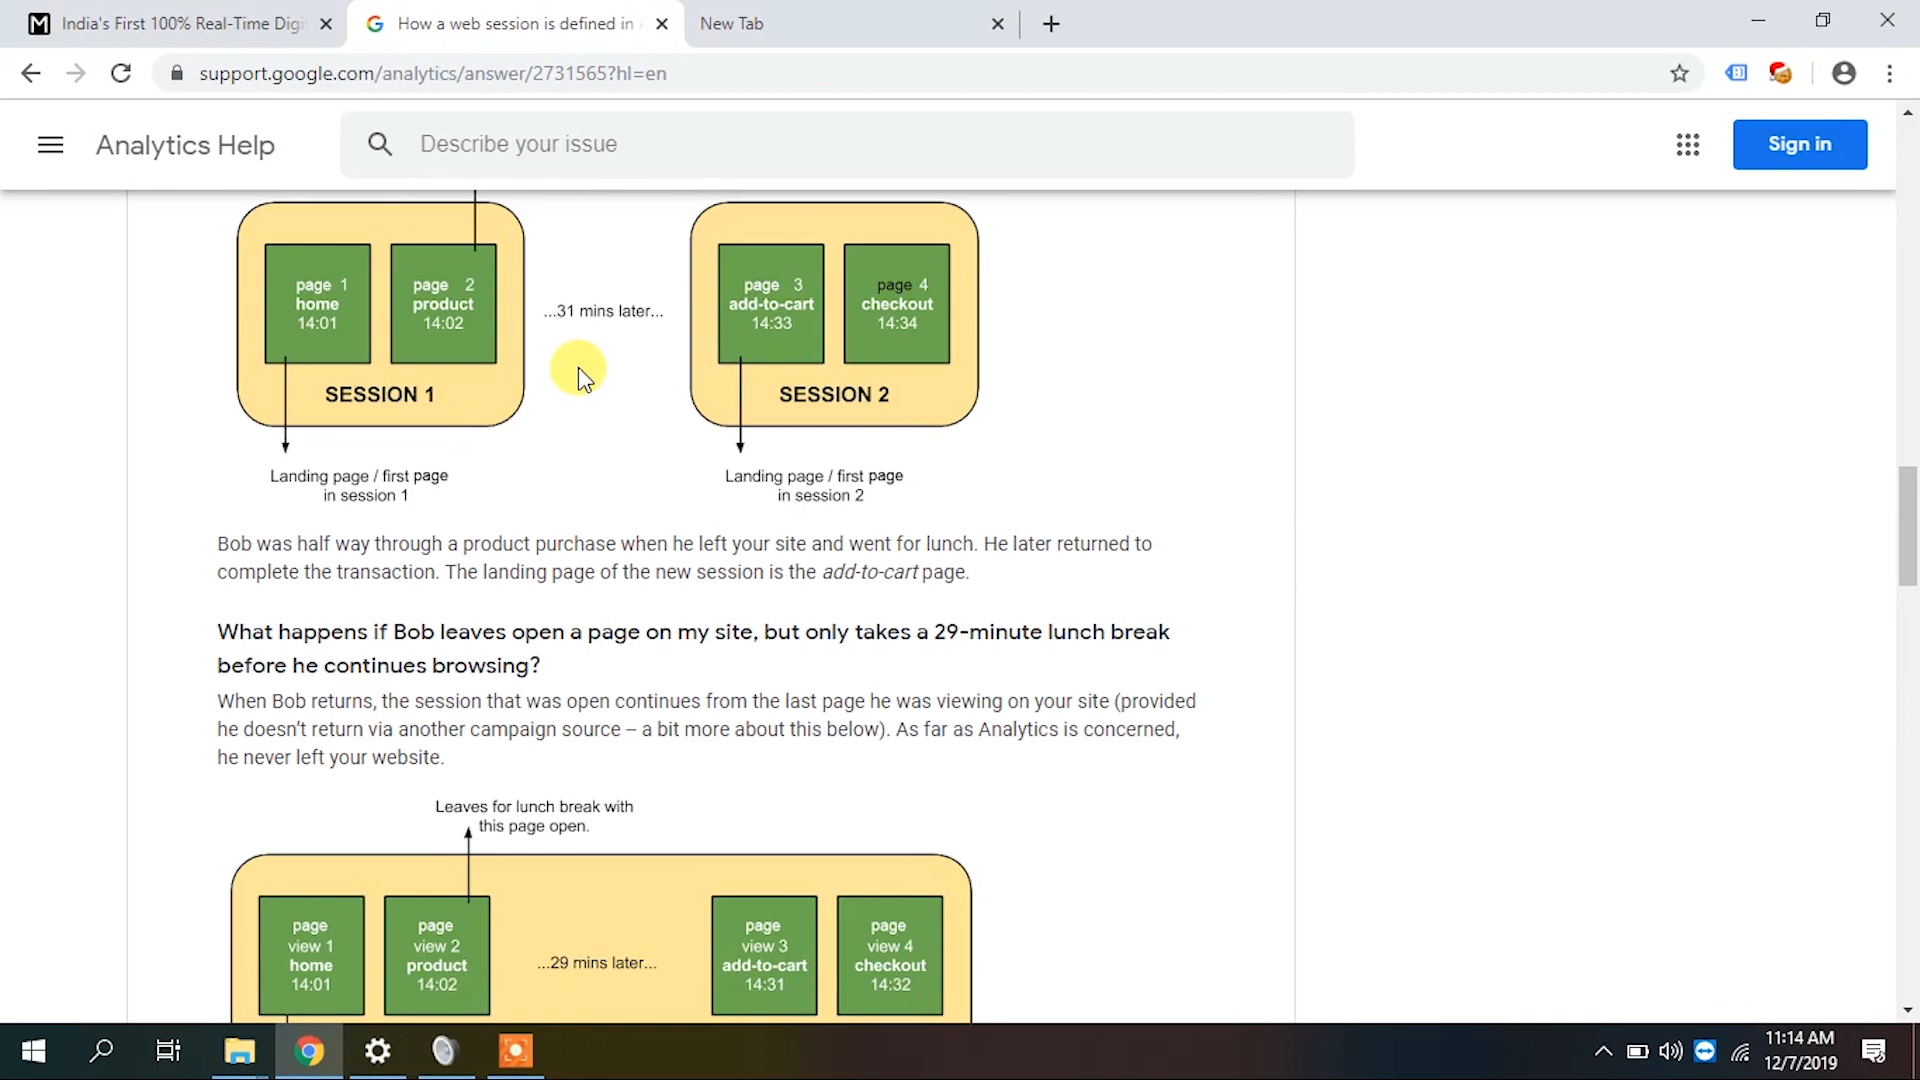 India's First 100% Real-Time Digi
How a web session is defined in
New Tab
support.google.com/analytics/answer/2731565?hl=en
Analytics Help
Describe your issue
Sign in
page 1
home
14:01
page 2
product
14:02
...31 mins later...
page 3
add-to-cart
14:33
page 4
checkout
14:34
SESSION 1
SESSION 2
Landing page / first page
in session 1
Landing page / first page
in session 2
Bob was half way through a product purchase when he left your site and went for lunch. He later returned to
complete the transaction. The landing page of the new session is the add-to-cart page.
What happens if Bob leaves open a page on my site, but only takes a 29-minute lunch break
before he continues browsing?
When Bob returns, the session that was open continues from the last page he was viewing on your site (provided
he doesn't return via another campaign source – a bit more about this below). As far as Analytics is concerned,
he never left your website.
Leaves for lunch break with
this page open.
page
view 1
home
14:01
page
view 2
product
14:02
...29 mins later...
page
view 3
add-to-cart
14:31
page
view 4
checkout
14:32
11:14 AM
12/7/2019